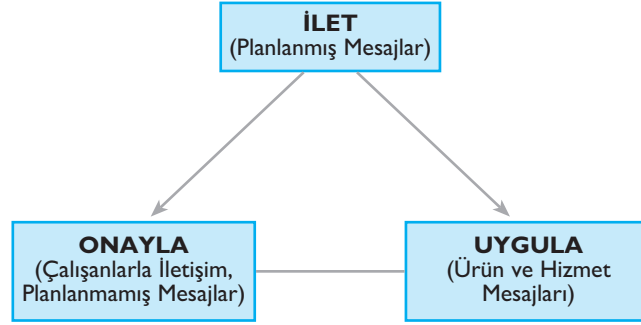 İLET
(Planlanmış Mesajlar)
ONAYLA
(Çalışanlarla İletişim,
Planlanmamış Mesajlar)
UYGULA
(Ürün ve Hizmet
Mesajları)